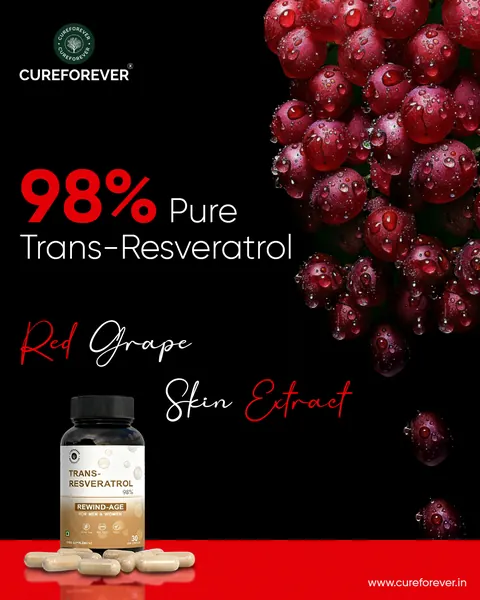 CUREFOREVER
CUREFOREVER
CUREFOREVER®
98% Pure
Trans-Resveratrol
Red Grape
Skin Extract
TRANS-
RESVERATROL
98%
REWIND-AGE
FOR MEN & WOMEN
30
www.cureforever.in